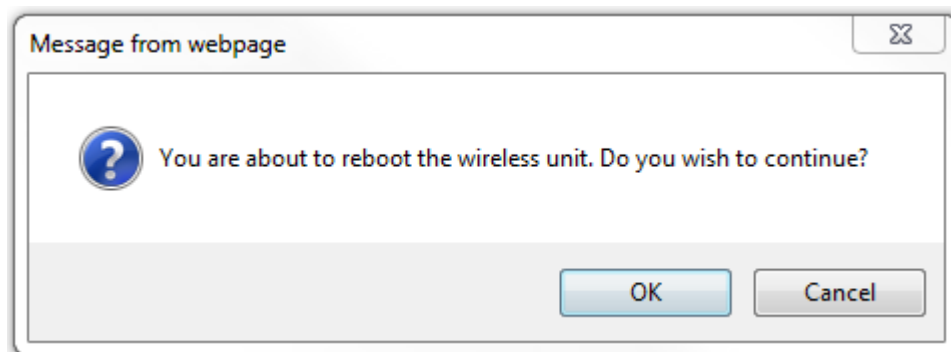 Message from webpage
You are about to reboot the wireless unit. Do you wish to continue?
OK
Cancel